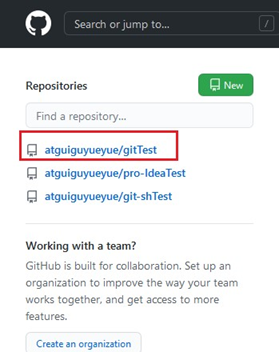 Search or jump to... /
Repositories New
Find a repository...
atguiguyueyue/gitTest
atguiguyueyue/pro-IdeaTest
atguiguyueyue/git-shTest
Working with a team?
GitHub is built for collaboration. Set up an
organization to improve the way your team
works together, and get access to more
features.
Create an organization